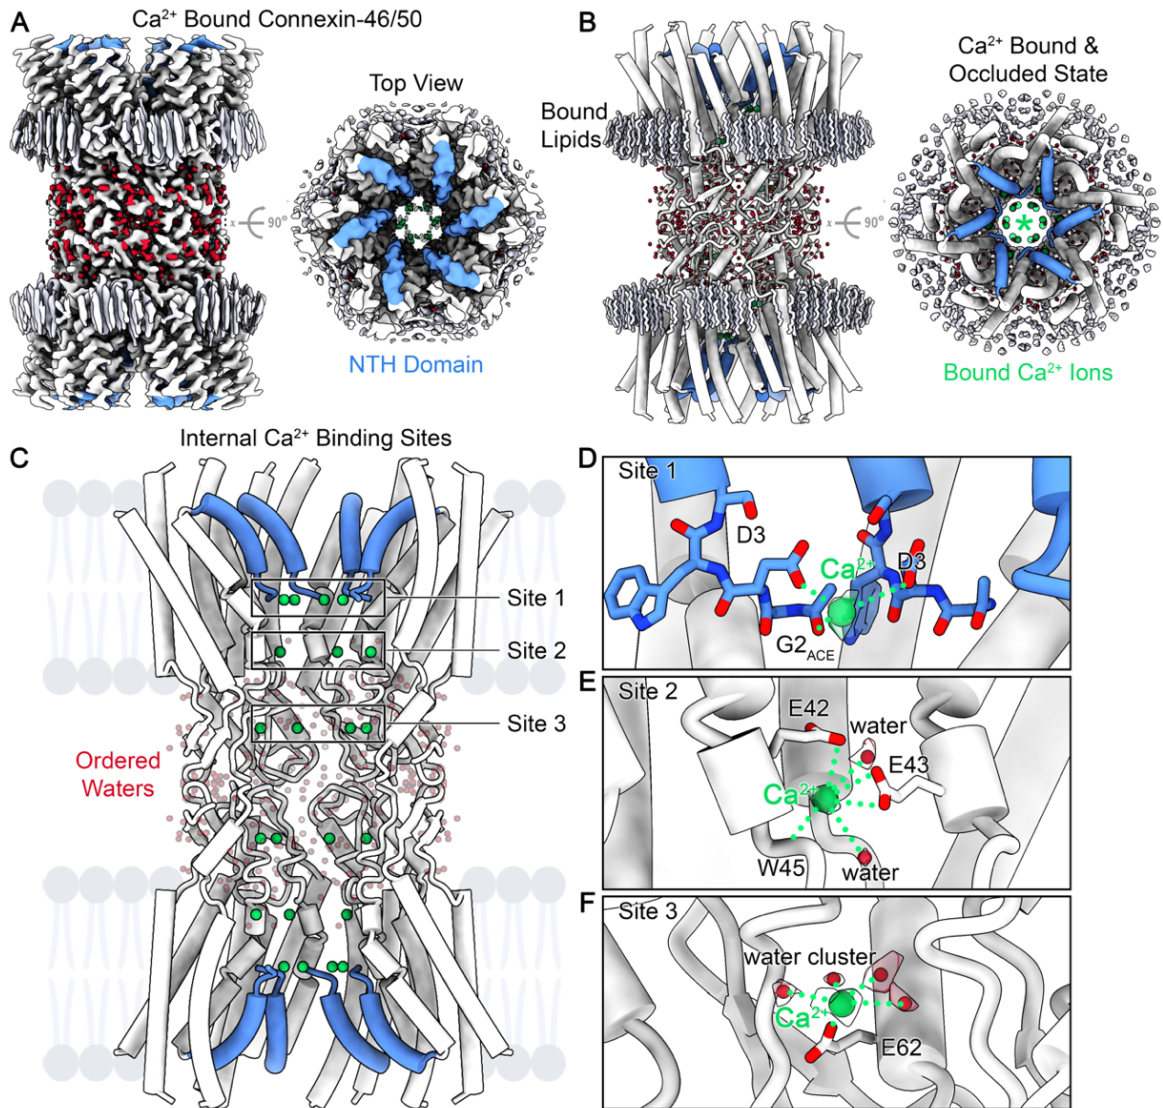 A
Ca²⁺ Bound Connexin-46/50
Top View
x
90°
NTH Domain
B
Bound
Lipids
x
90°
Ca²⁺ Bound &
Occluded State
*
Bound Ca²⁺ Ions
C
Internal Ca²⁺ Binding Sites
Site 1
Site 2
Site 3
Ordered
Waters
D
Site 1
D3
Ca²⁺
D3
G2ACE
E
Site 2
E42
water
E43
Ca²⁺
W45
water
F
Site 3
water cluster
Ca²⁺
E62